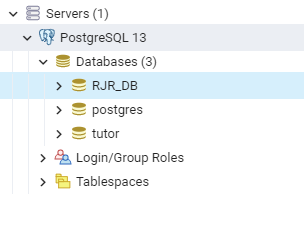 Servers (1)
PostgreSQL 13
Databases (3)
RJR_DB
postgres
tutor
Login/Group Roles
Tablespaces